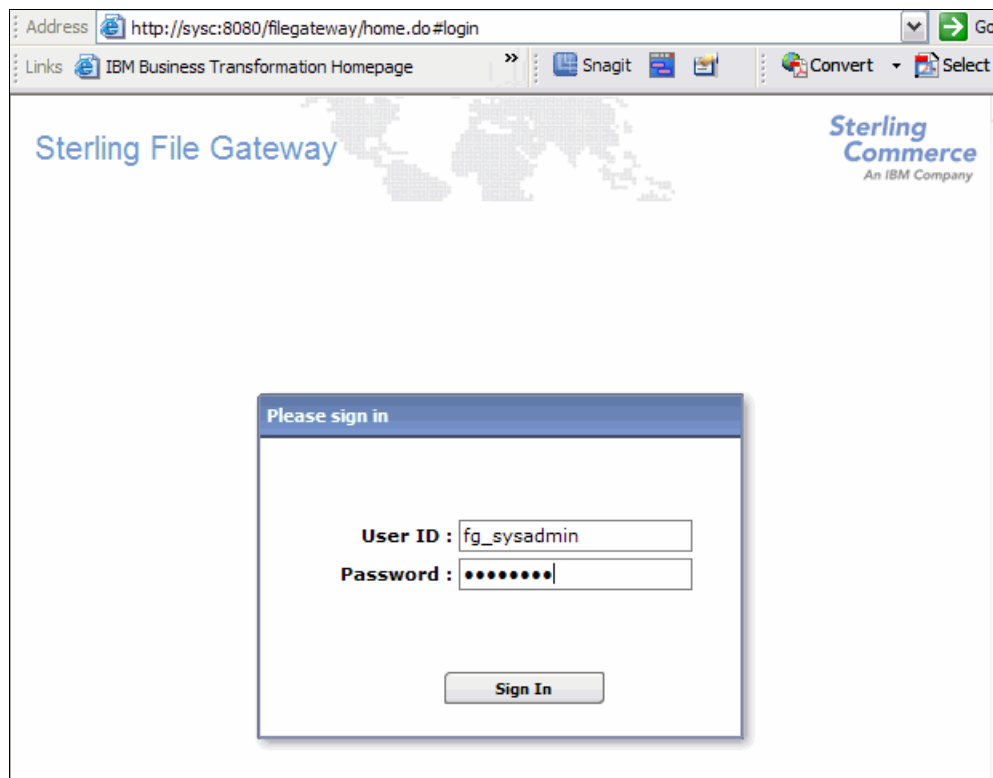 Address http://sysc:8080/filegateway/home.do#login Go
Links IBM Business Transformation Homepage » Snagit Convert Select
Sterling File Gateway
Sterling
Commerce
An IBM Company
Please sign in
User ID : fg_sysadmin
Password : ••••••••
Sign In